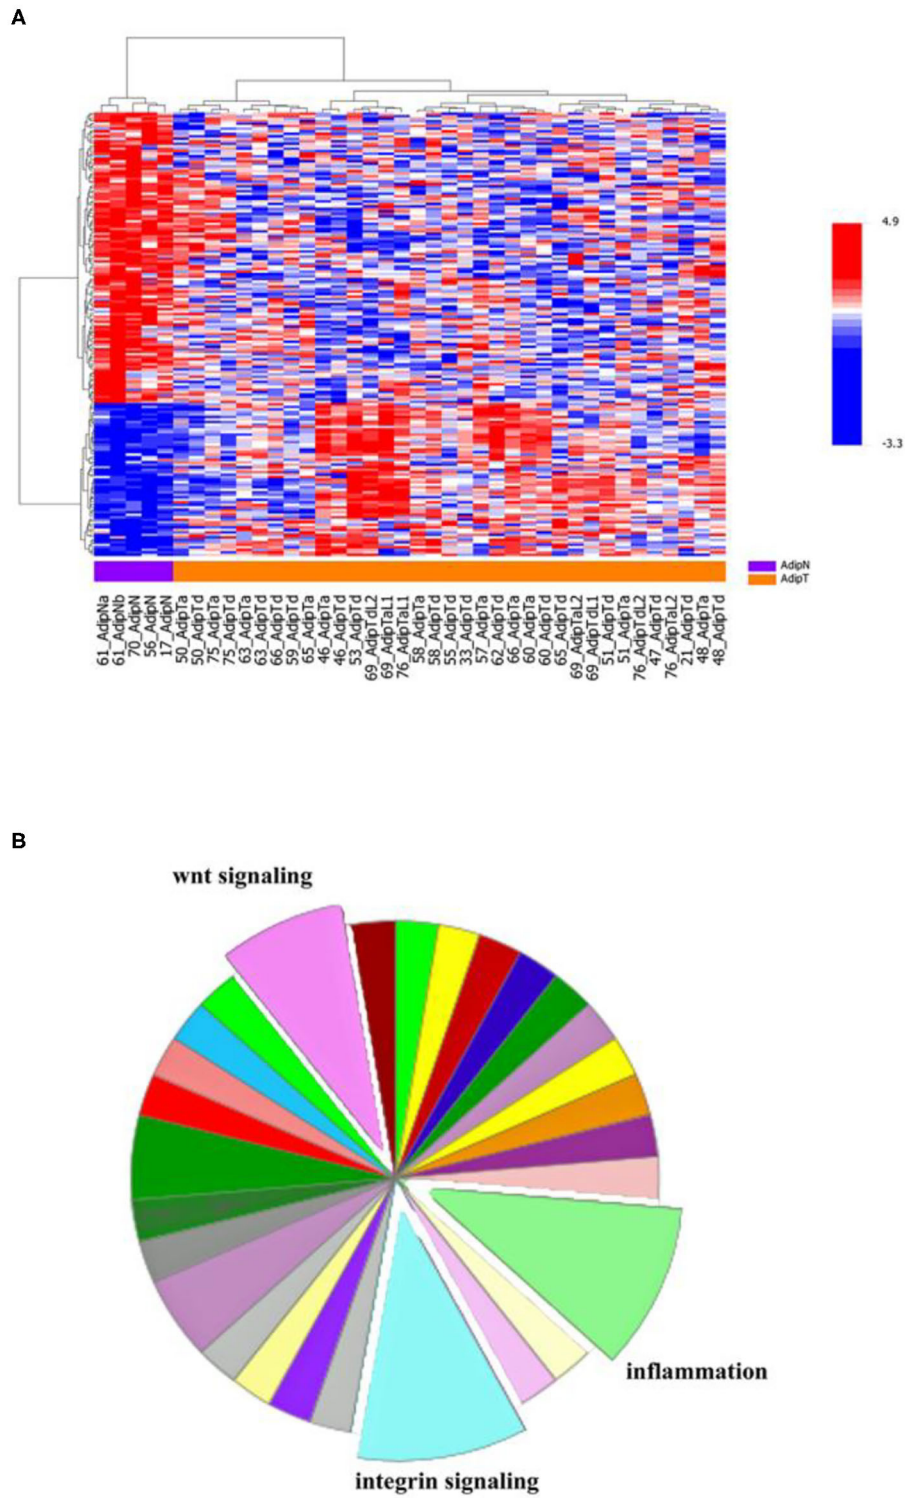 A
4.9
-3.3
AdipN
AdipT
61_AdipNa
61_AdipNb
70_AdipN
56_AdipN
17_AdipN
50_AdipTa
50_AdipTd
75_AdipTa
75_AdipTd
63_AdipTa
63_AdipTd
66_AdipTd
59_AdipTd
65_AdipTa
46_AdipTa
46_AdipTd
53_AdipTd
69_AdipTdL2
69_AdipTaL1
76_AdipTaL1
58_AdipTa
58_AdipTd
55_AdipTd
33_AdipTd
57_AdipTa
62_AdipTd
66_AdipTa
60_AdipTa
60_AdipTd
65_AdipTd
69_AdipTaL2
69_AdipTdL1
51_AdipTd
51_AdipTa
76_AdipTdL2
47_AdipTd
76_AdipTaL2
21_AdipTd
48_AdipTa
48_AdipTd
B
wnt signaling
inflammation
integrin signaling